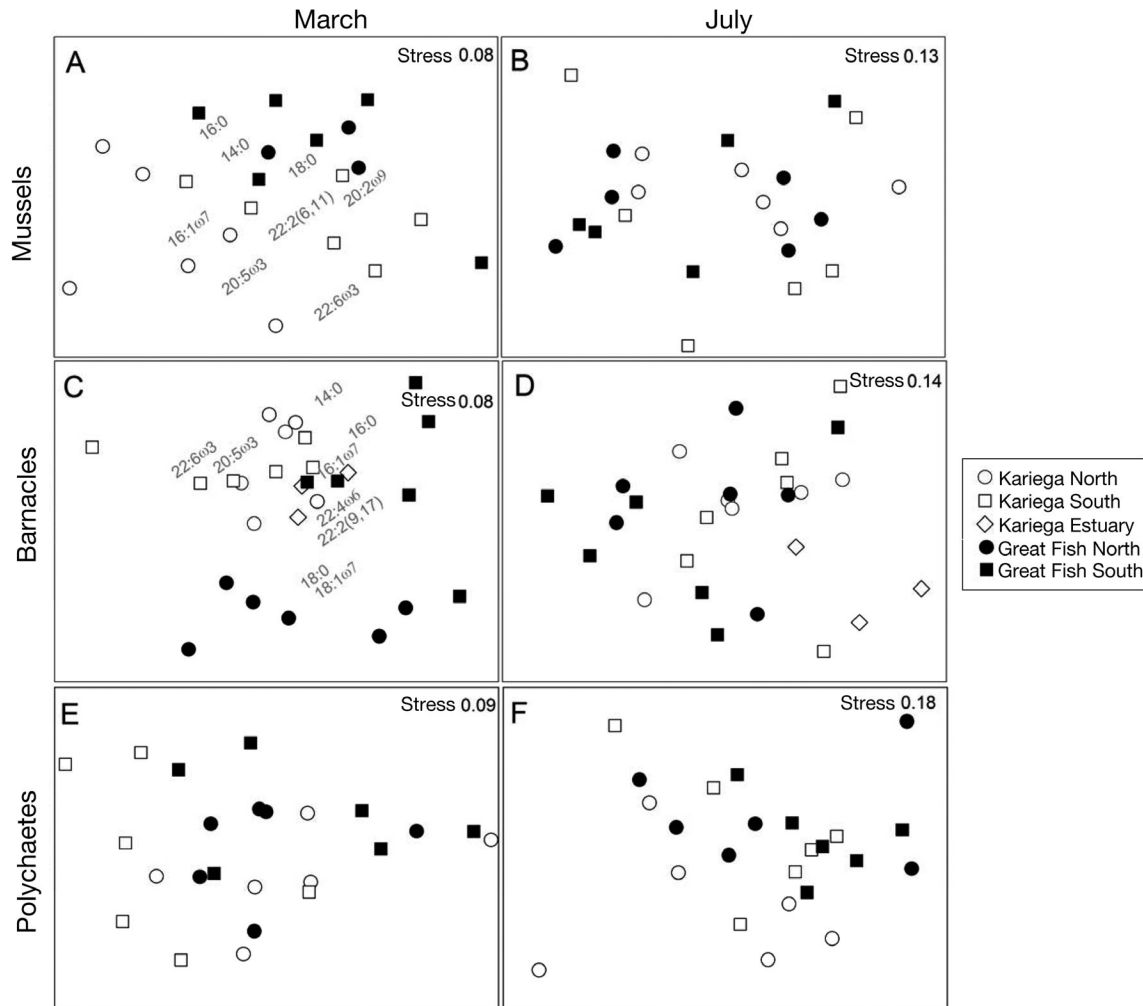 March
July
Mussels
A
Stress 0.08
16:0
14:0
18:0
20:2ω9
22:2(6,11)
16:1ω7
20:5ω3
22:6ω3
B
Stress 0.13
Barnacles
C
Stress 0.08
14:0
16:0
22:6ω3
20:5ω3
16:1ω7
22:4ω6
22:2(9,17)
18:0
18:1ω7
D
Stress 0.14
Kariega North
Kariega South
Kariega Estuary
Great Fish North
Great Fish South
Polychaetes
E
Stress 0.09
F
Stress 0.18